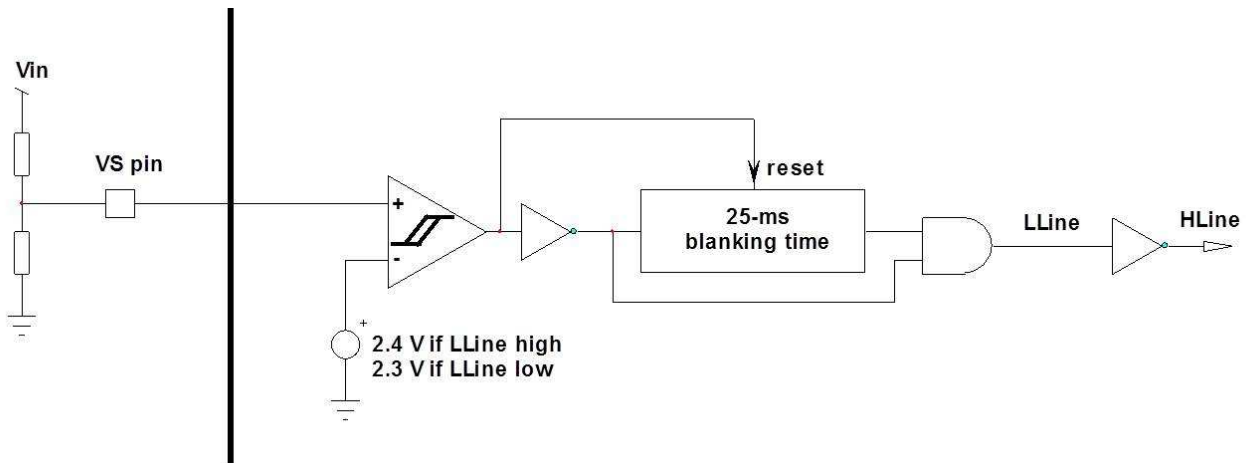 Vin
VS pin
+
-
+
2.4 V if LLine high
2.3 V if LLine low
reset
25-ms
blanking time
LLine
HLine